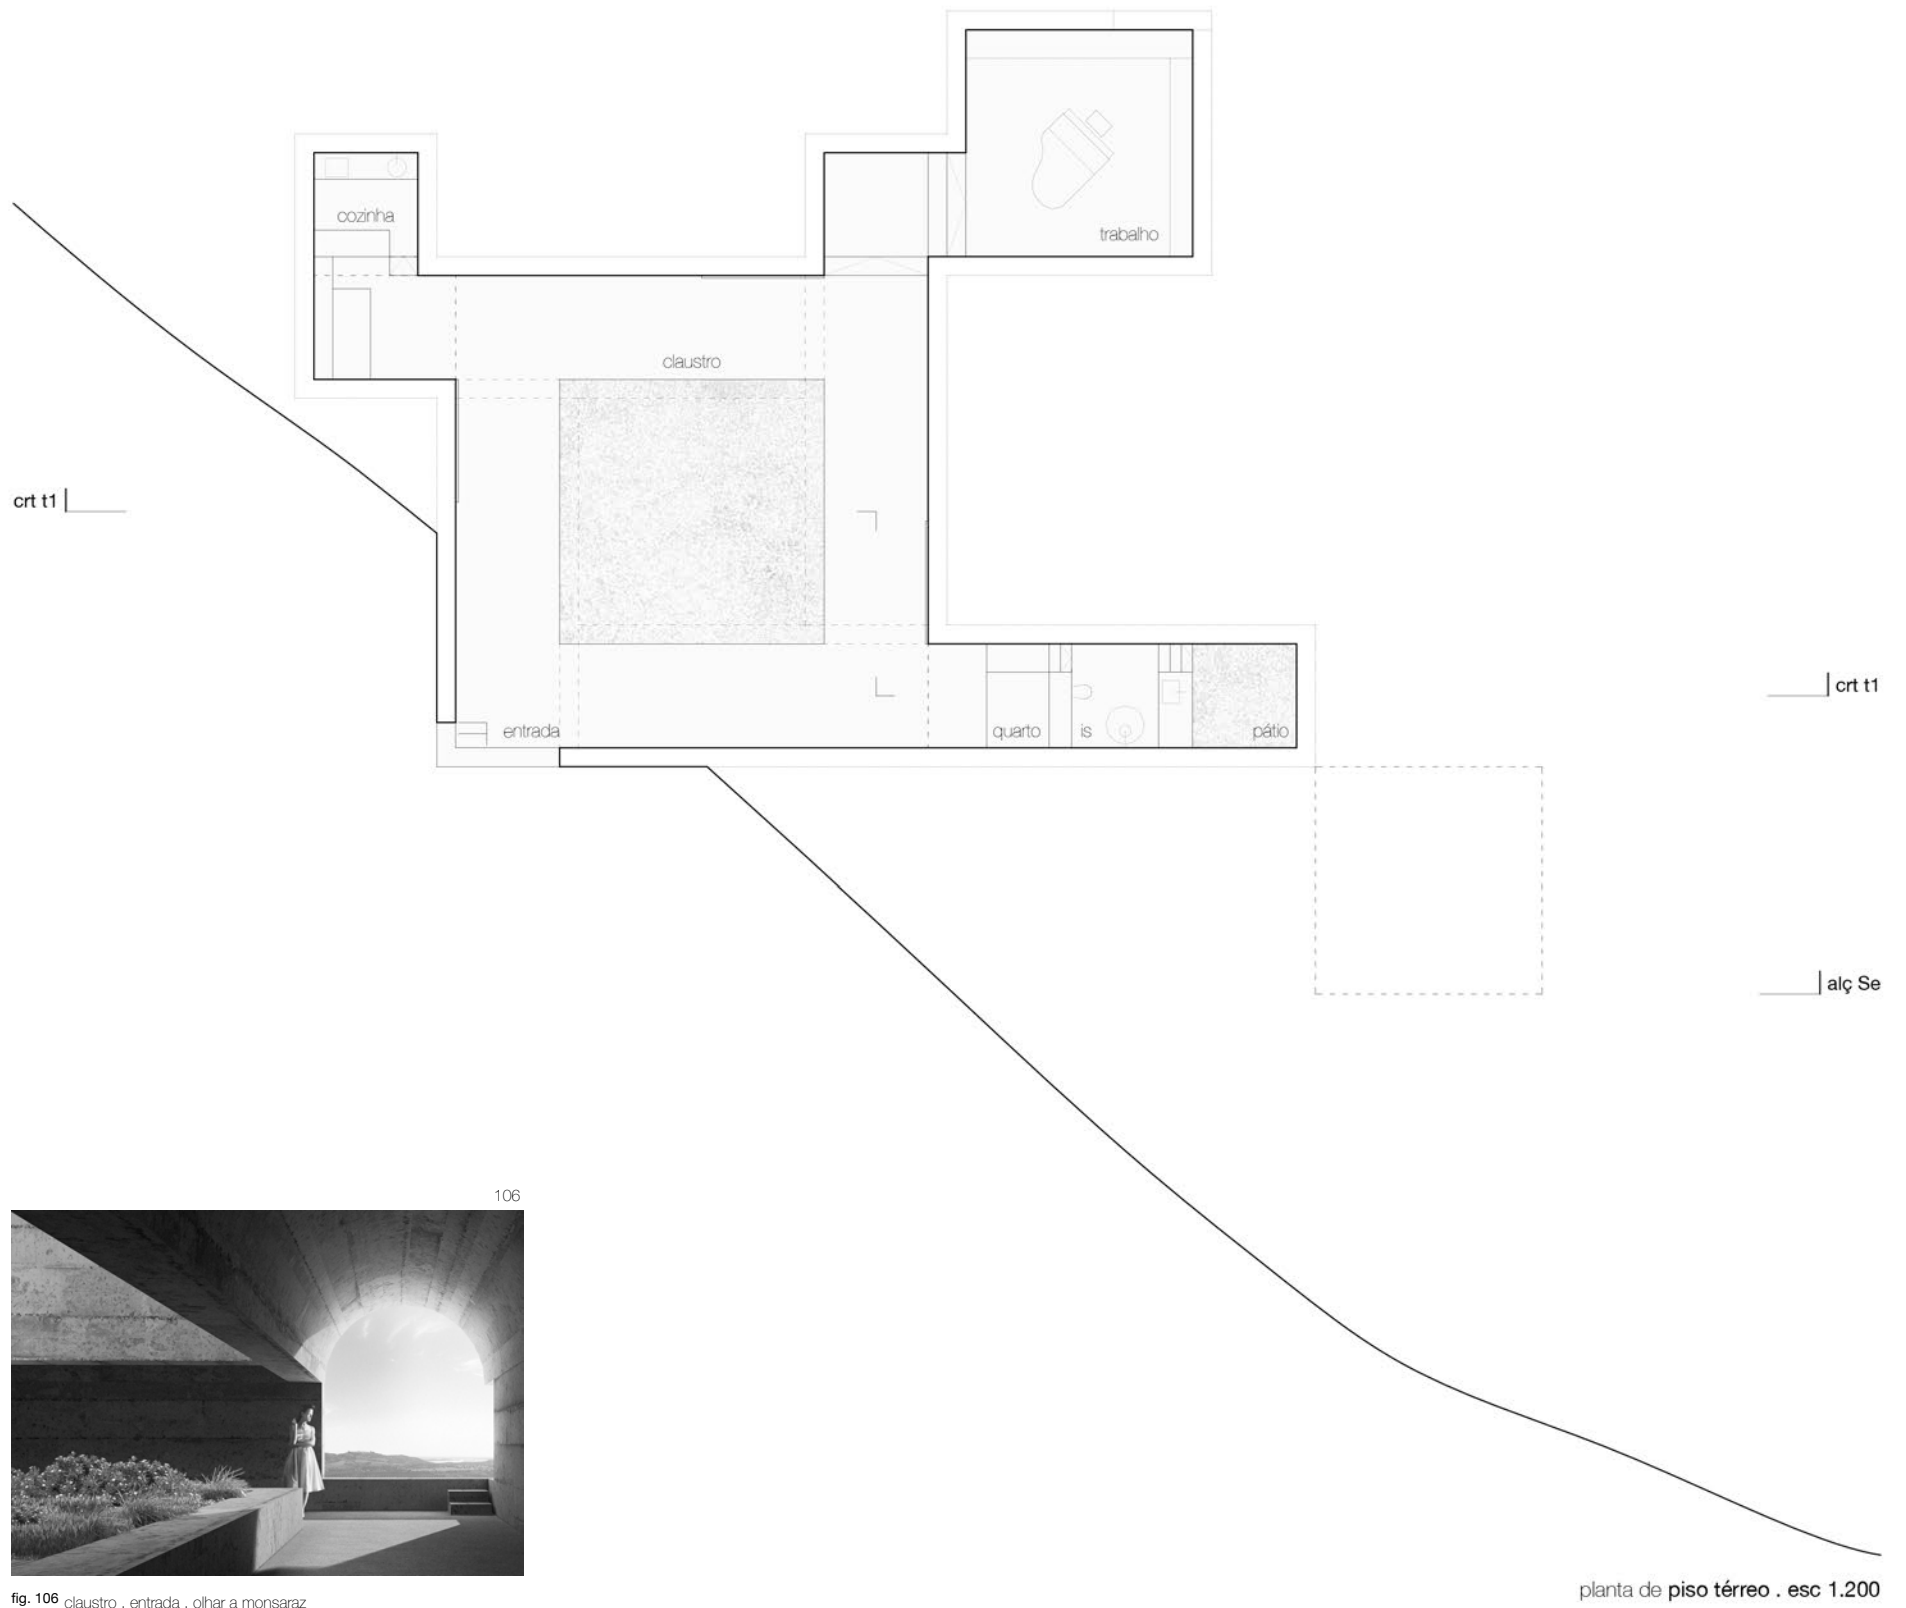 cozinha
trabalho
claustro
crt t1
crt t1
entrada
quarto
is
pátio
alç Se
106
fig. 106 claustro . entrada . olhar a monsaraz
planta de piso térreo . esc 1.200